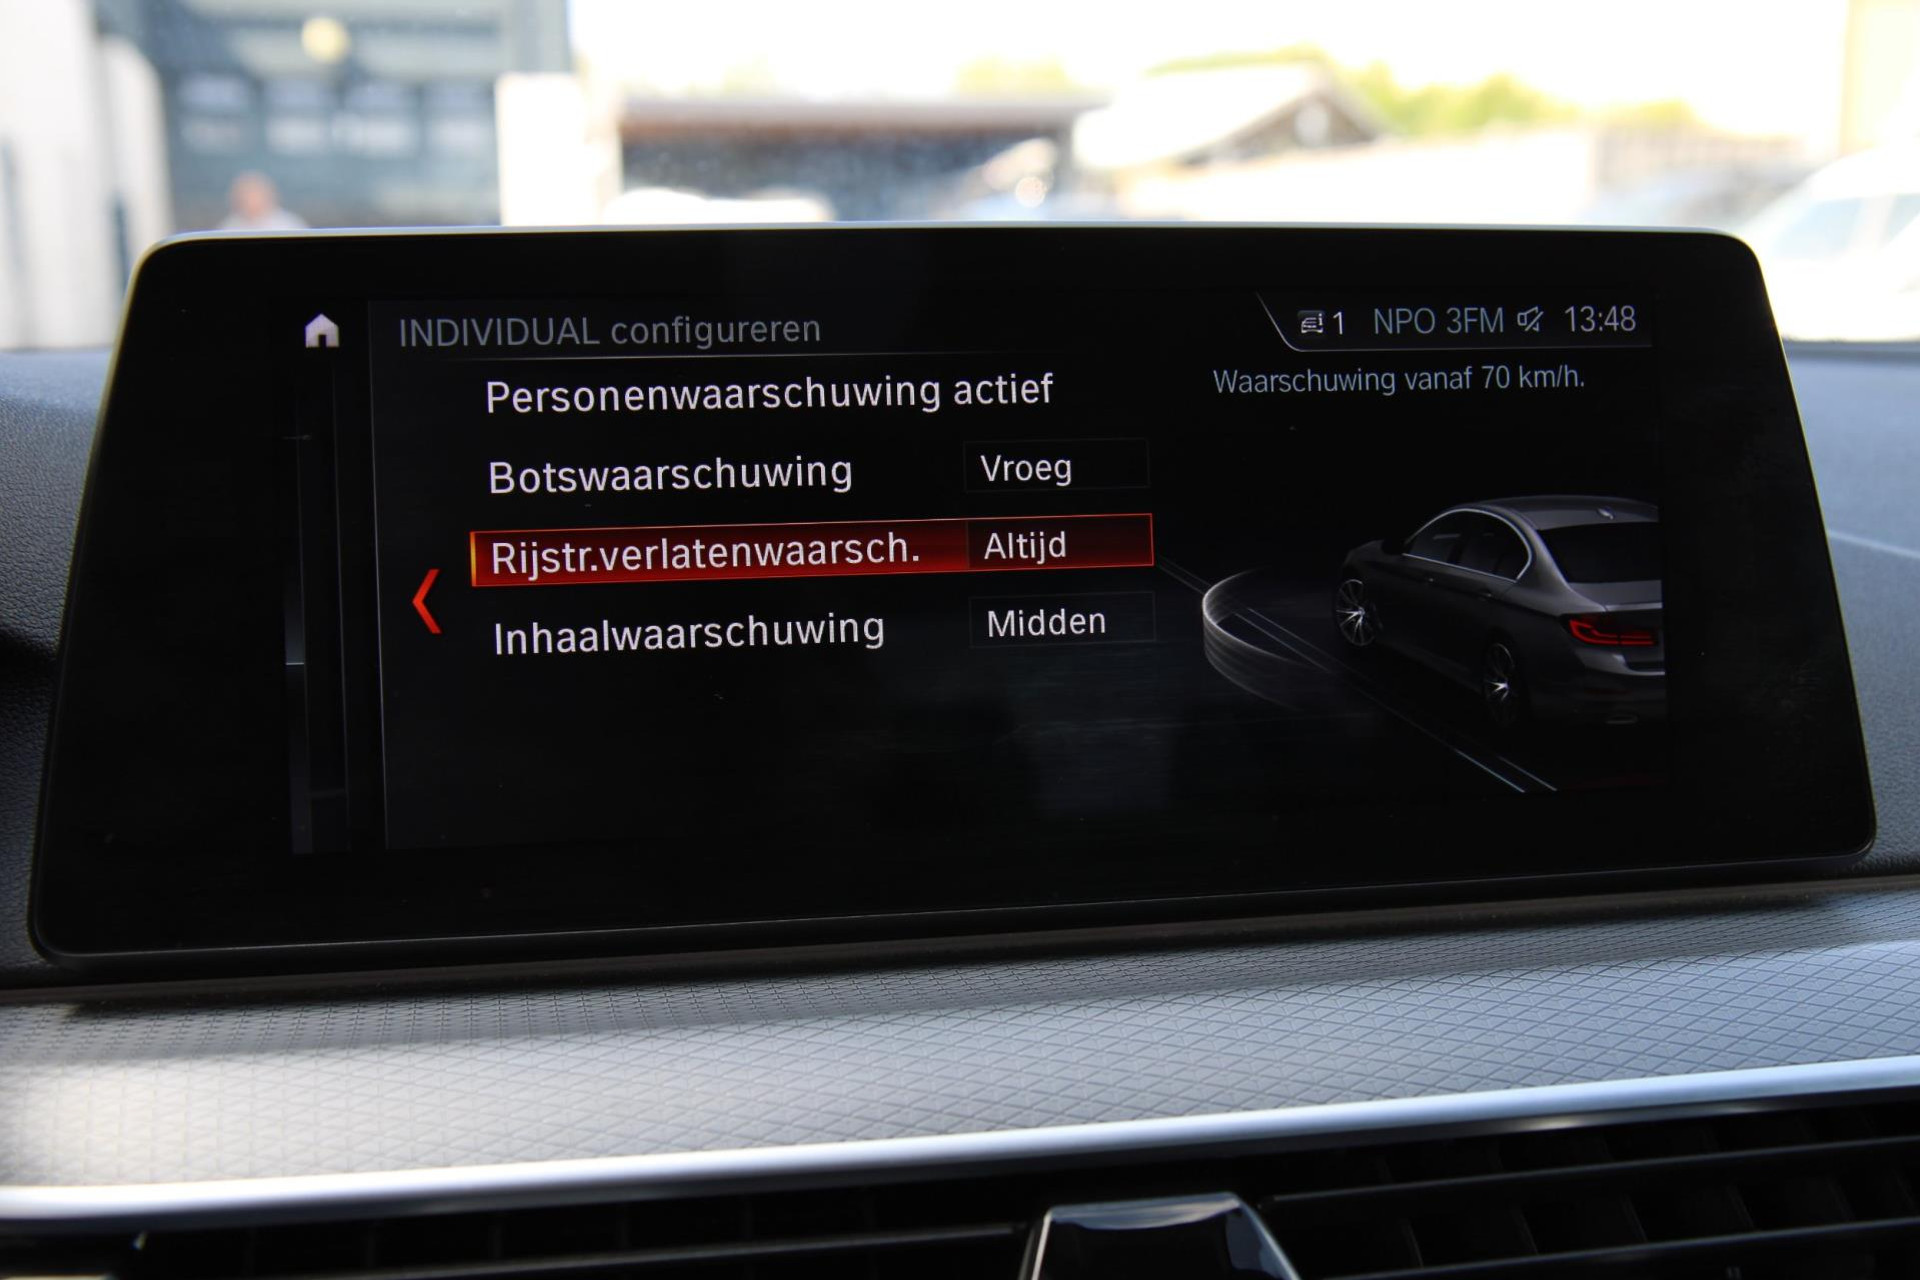 INDIVIDUAL configureren
1 NPO 3FM 13:48
Personenwaarschuwing actief
Waarschuwing vanaf 70 km/h.
Botswaarschuwing Vroeg
Rijstr.verlatenwaarsch. Altijd
Inhaalwaarschuwing Midden